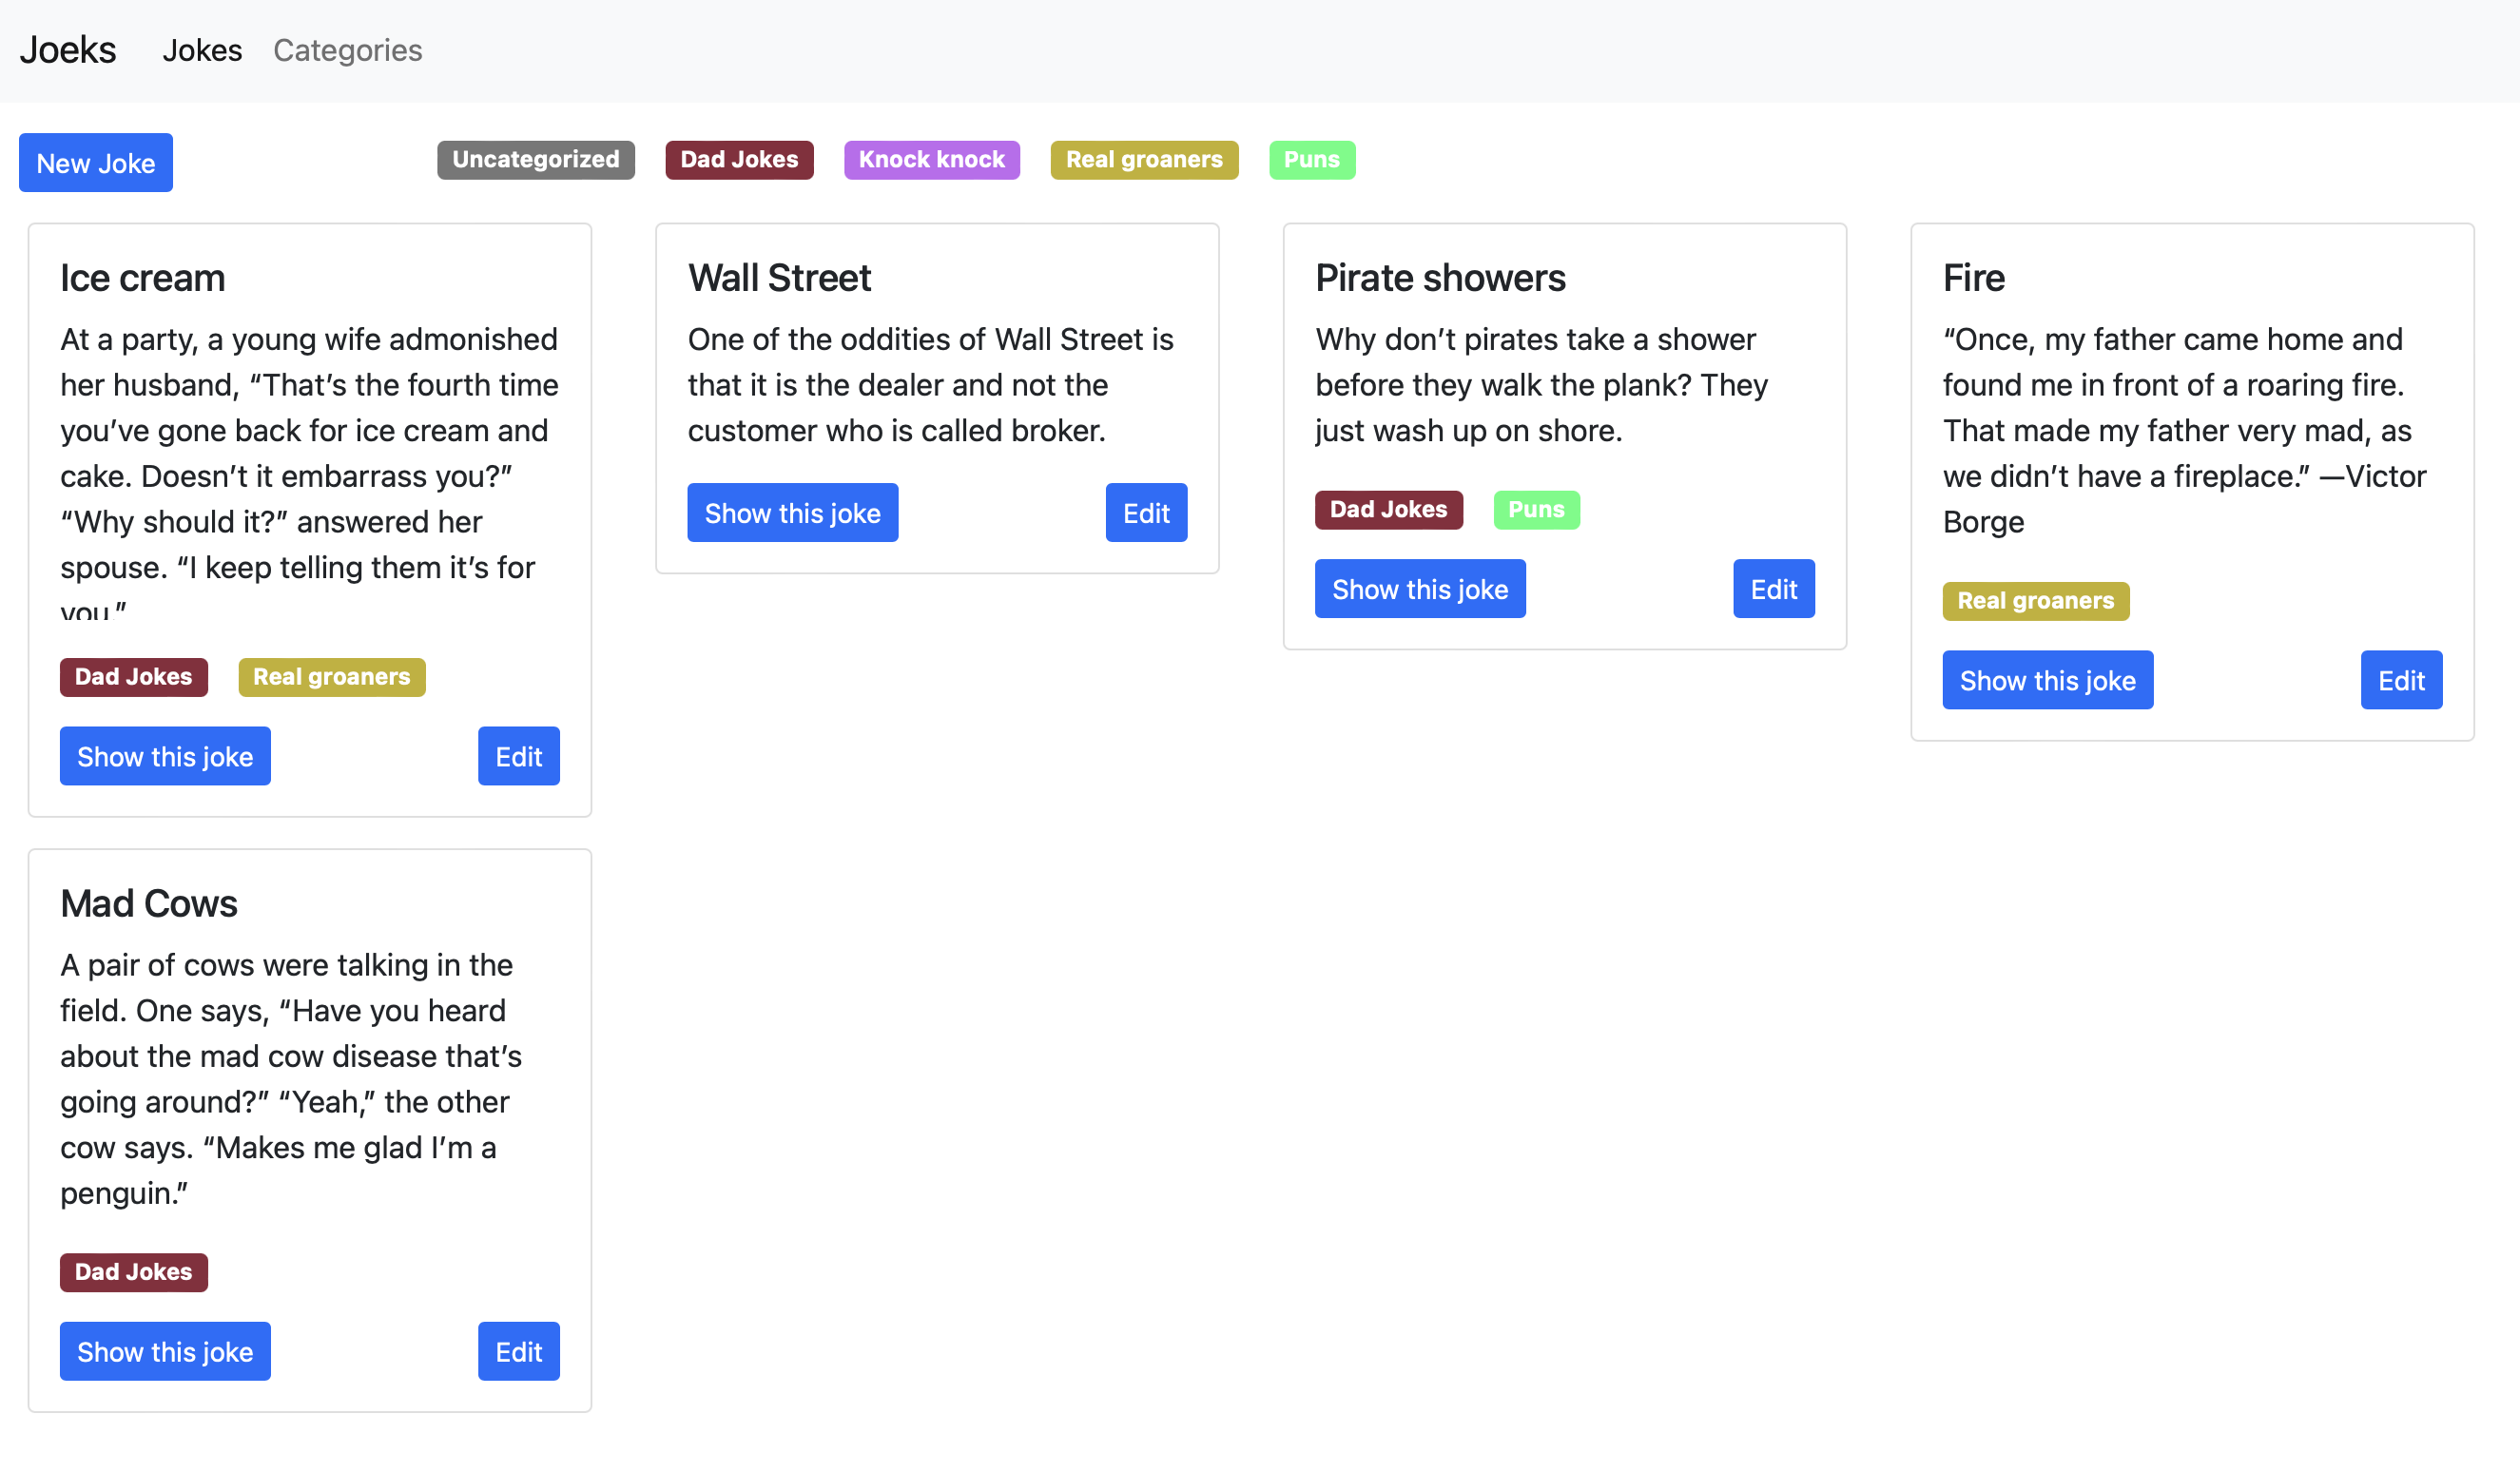 Joeks Jokes Categories
New Joke Uncategorized Dad Jokes Knock knock Real groaners Puns
Ice cream
At a party, a young wife admonished
her husband, “That’s the fourth time
you’ve gone back for ice cream and
cake. Doesn’t it embarrass you?”
“Why should it?” answered her
spouse. “I keep telling them it’s for
you.”
Dad Jokes Real groaners
Show this joke Edit
Wall Street
One of the oddities of Wall Street is
that it is the dealer and not the
customer who is called broker.
Show this joke Edit
Pirate showers
Why don’t pirates take a shower
before they walk the plank? They
just wash up on shore.
Dad Jokes Puns
Show this joke Edit
Fire
“Once, my father came home and
found me in front of a roaring fire.
That made my father very mad, as
we didn’t have a fireplace.” —Victor
Borge
Real groaners
Show this joke Edit
Mad Cows
A pair of cows were talking in the
field. One says, “Have you heard
about the mad cow disease that’s
going around?” “Yeah,” the other
cow says. “Makes me glad I’m a
penguin.”
Dad Jokes
Show this joke Edit